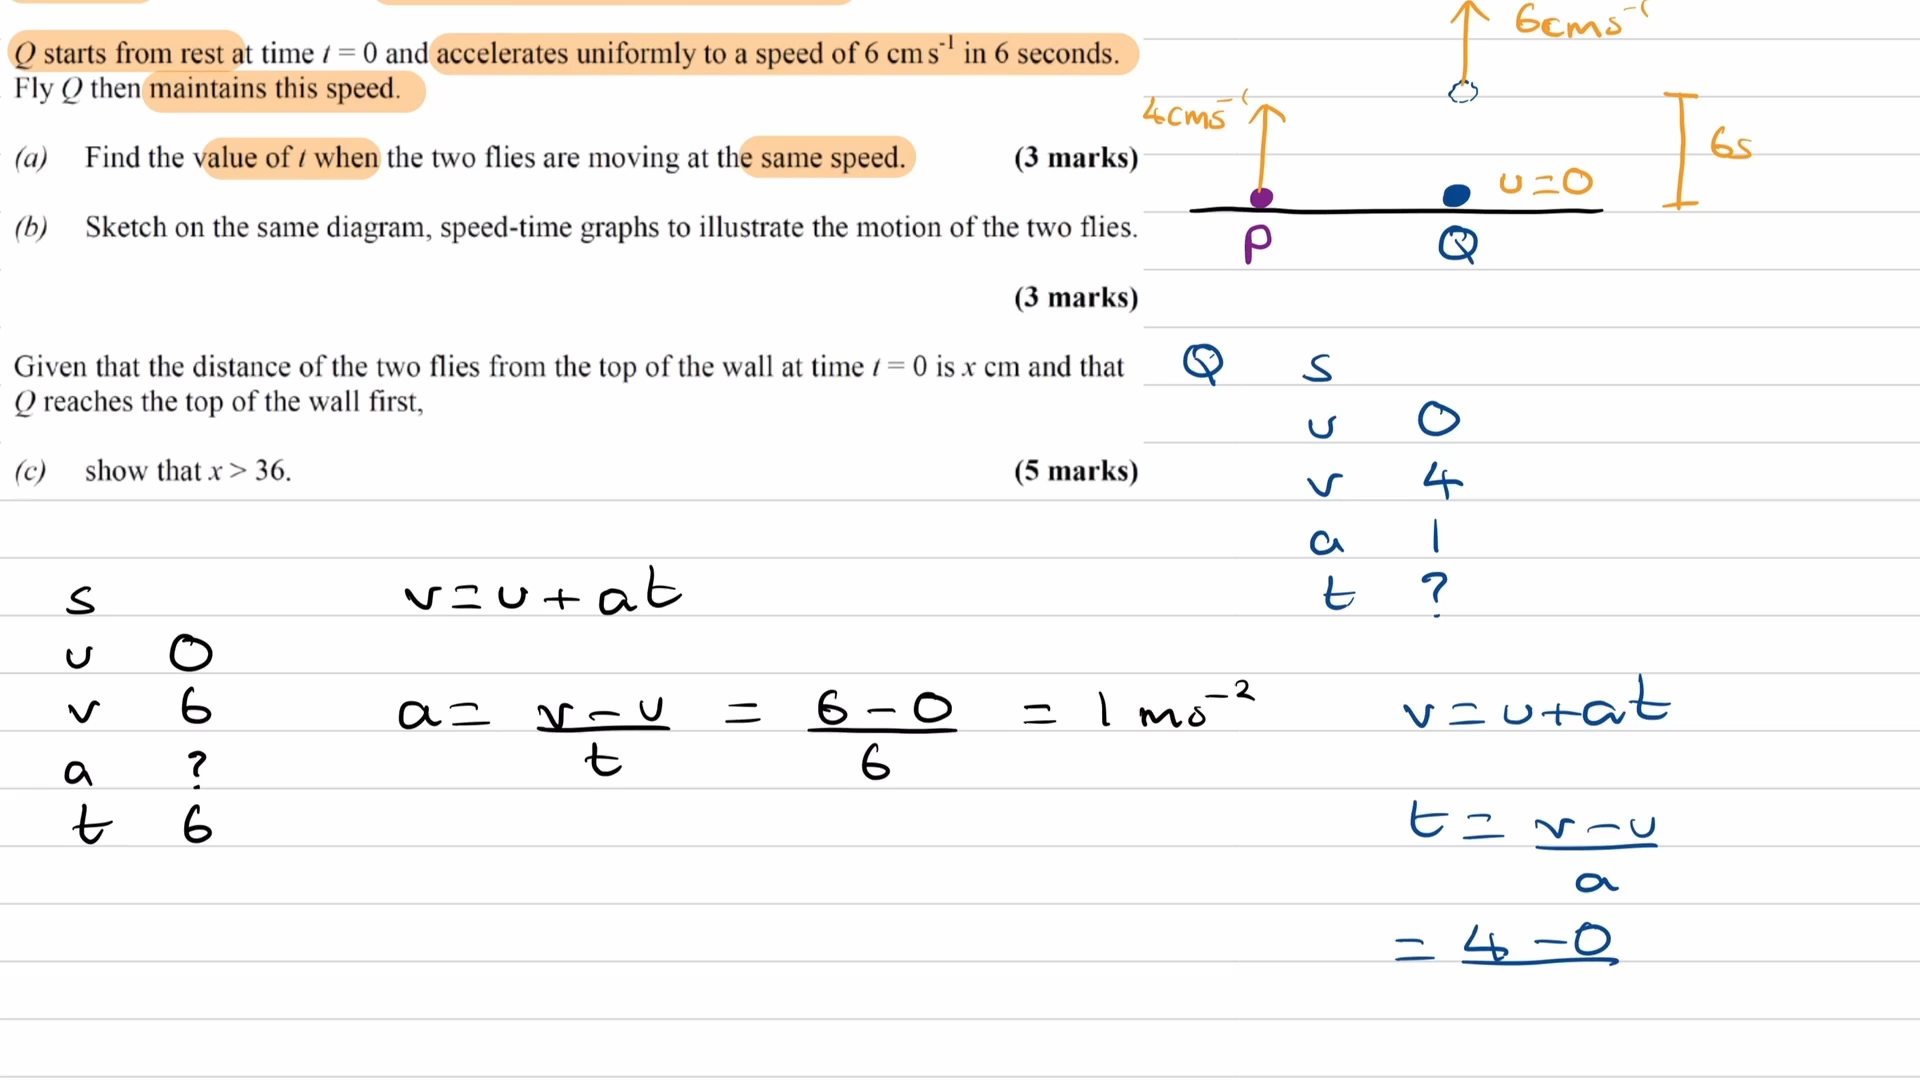 Q starts from rest at time t = 0 and accelerates uniformly to a speed of 6 cm s⁻¹ in 6 seconds.
Fly Q then maintains this speed.
(a) Find the value of t when the two flies are moving at the same speed. (3 marks)
(b) Sketch on the same diagram, speed-time graphs to illustrate the motion of the two flies.
(3 marks)
Given that the distance of the two flies from the top of the wall at time t = 0 is x cm and that
Q reaches the top of the wall first,
(c) show that x > 36. (5 marks)
6cms⁻¹
4cms⁻¹
6s
u=0
P Q
Q s
u 0
v 4
a 1
t ?
s
u 0
v 6
a ?
t 6
v=u+at
a= v-u / t = 6-0 / 6 = 1 ms⁻²
v=u+at
t= v-u / a
= 4-0